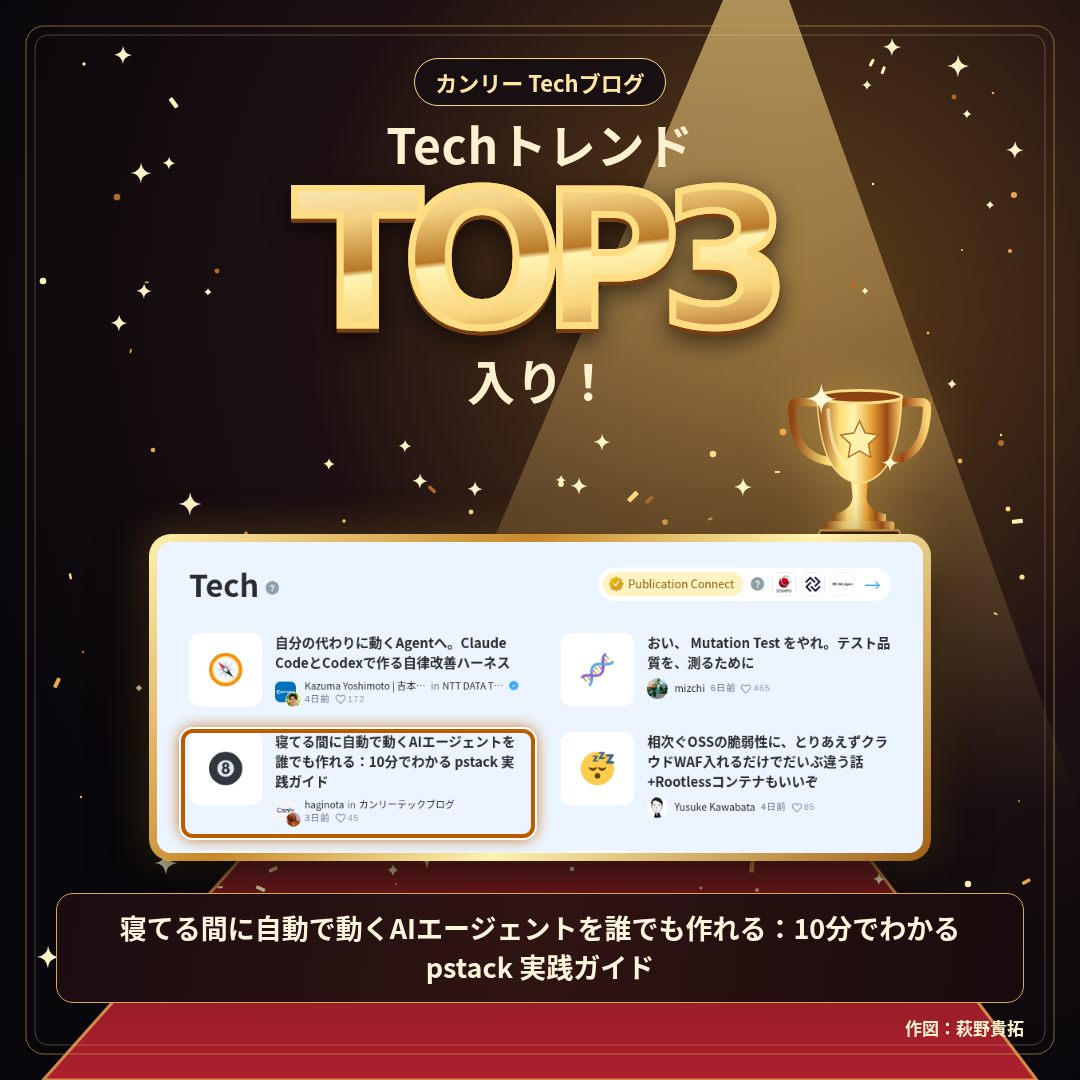 カンリー Techブログ
Techトレンド
TOP3
入り！
Tech ?
Publication Connect ? SOMPO
自分の代わりに動くAgentへ。Claude
CodeとCodexで作る自律改善ハーネス
Kazuma Yoshimoto | 吉本… in NTT DATA T…
4日前 172
おい、 Mutation Test をやれ。テスト品
質を、測るために
mizchi 6日前 465
8
寝てる間に自動で動くAIエージェントを
誰でも作れる：10分でわかる pstack 実
践ガイド
haginota in カンリーテックブログ
3日前 45
zzz
相次ぐOSSの脆弱性に、とりあえずクラ
ウドWAF入れるだけでだいぶ違う話
+Rootlessコンテナもいいぞ
Yusuke Kawabata 4日前 85
寝てる間に自動で動くAIエージェントを誰でも作れる：10分でわかる
pstack 実践ガイド
作図：萩野貴拓